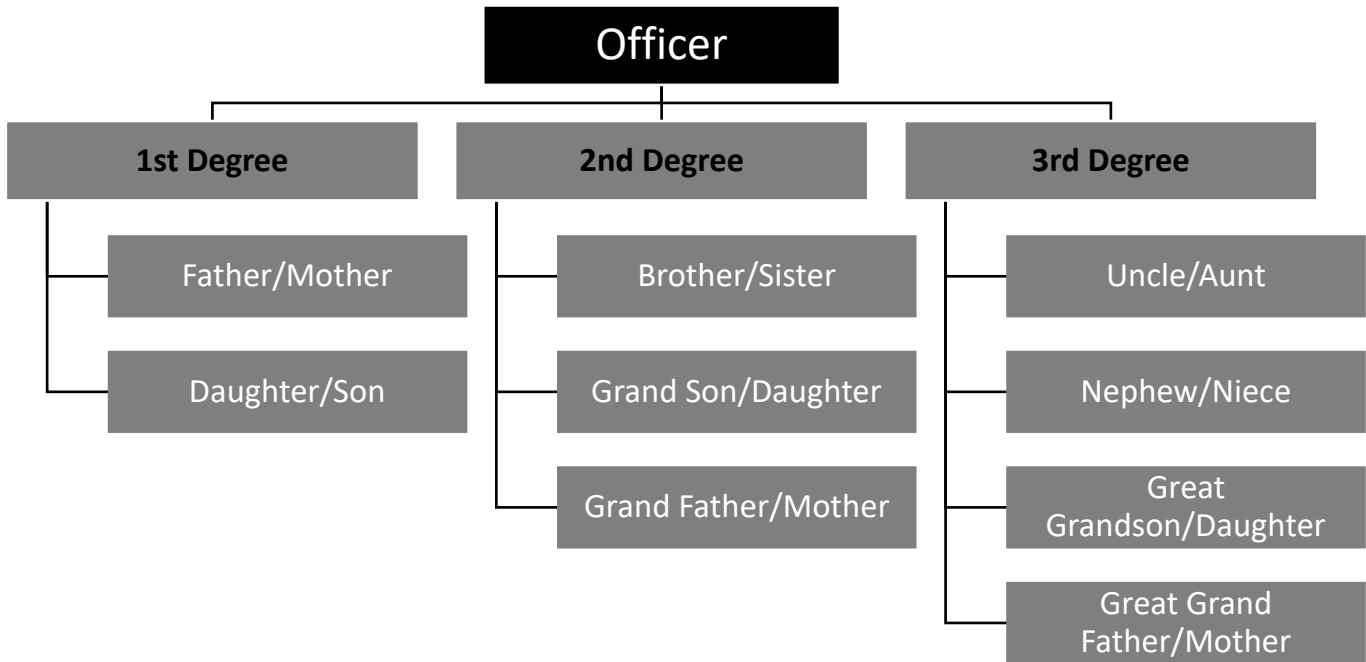 Officer
1st Degree
2nd Degree
3rd Degree
Father/Mother
Daughter/Son
Brother/Sister
Grand Son/Daughter
Grand Father/Mother
Uncle/Aunt
Nephew/Niece
Great
Grandson/Daughter
Great Grand
Father/Mother